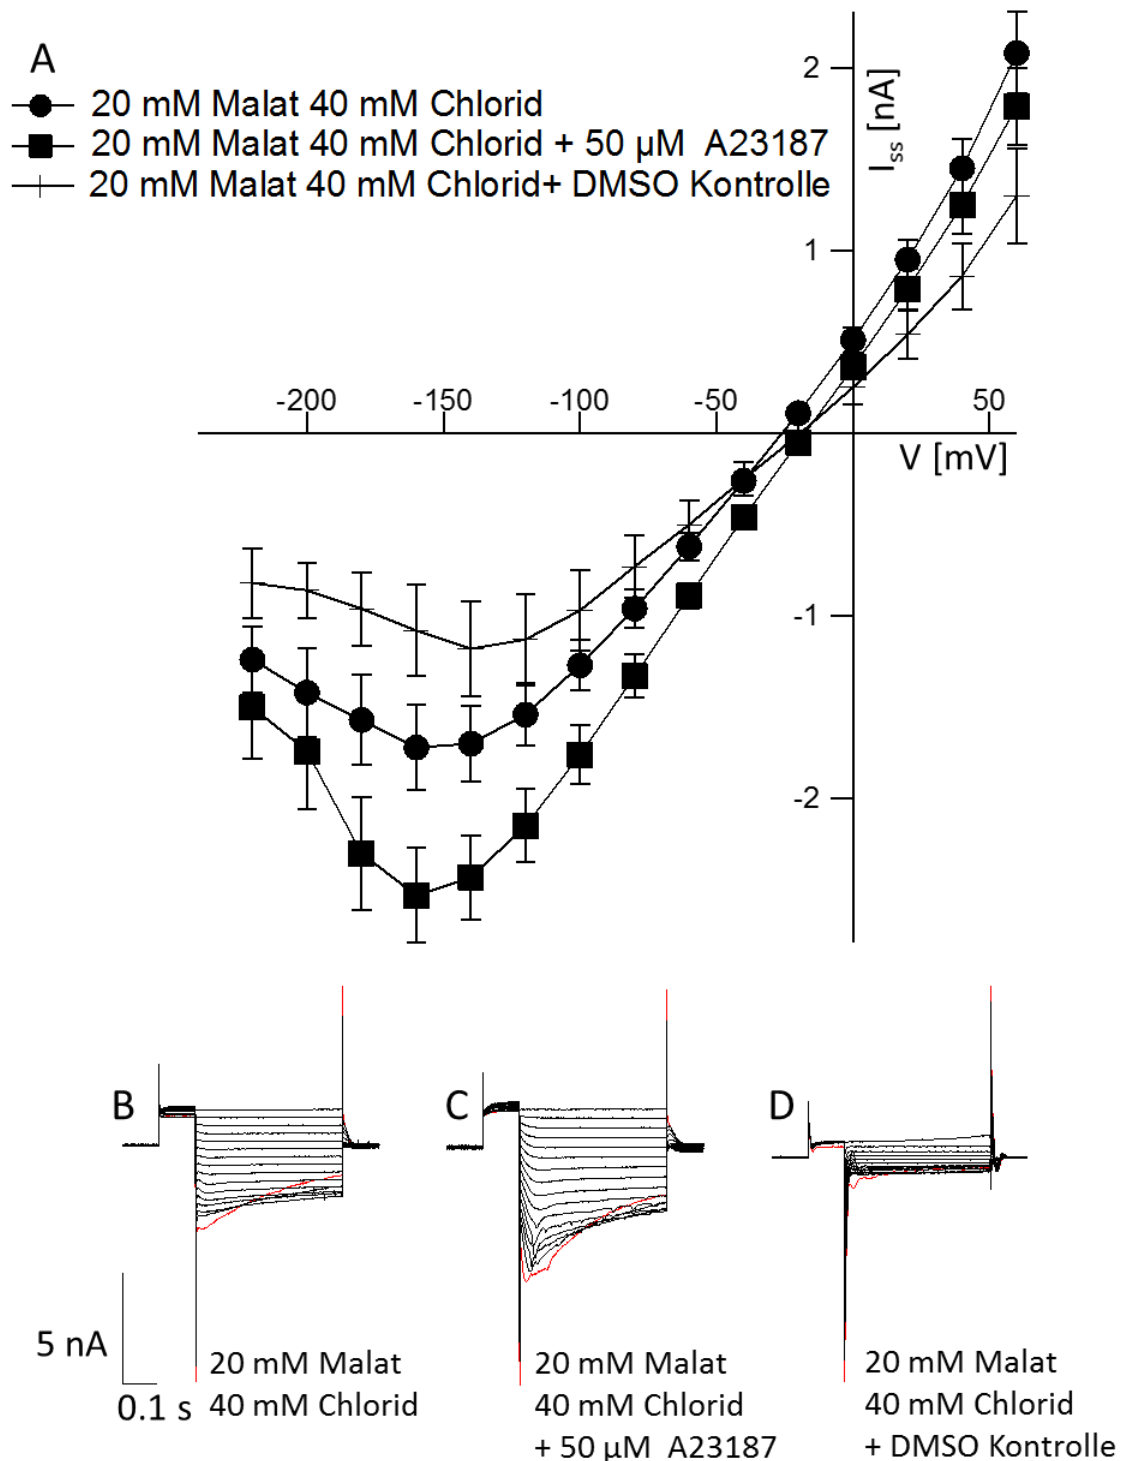 A
20 mM Malat 40 mM Chlorid
20 mM Malat 40 mM Chlorid + 50 µM A23187
20 mM Malat 40 mM Chlorid+ DMSO Kontrolle
Iss [nA]
2
1
-200 -150 -100 -50 50
V [mV]
-1
-2
B C D
5 nA
0.1 s
20 mM Malat
40 mM Chlorid
20 mM Malat
40 mM Chlorid
+ 50 µM A23187
20 mM Malat
40 mM Chlorid
+ DMSO Kontrolle